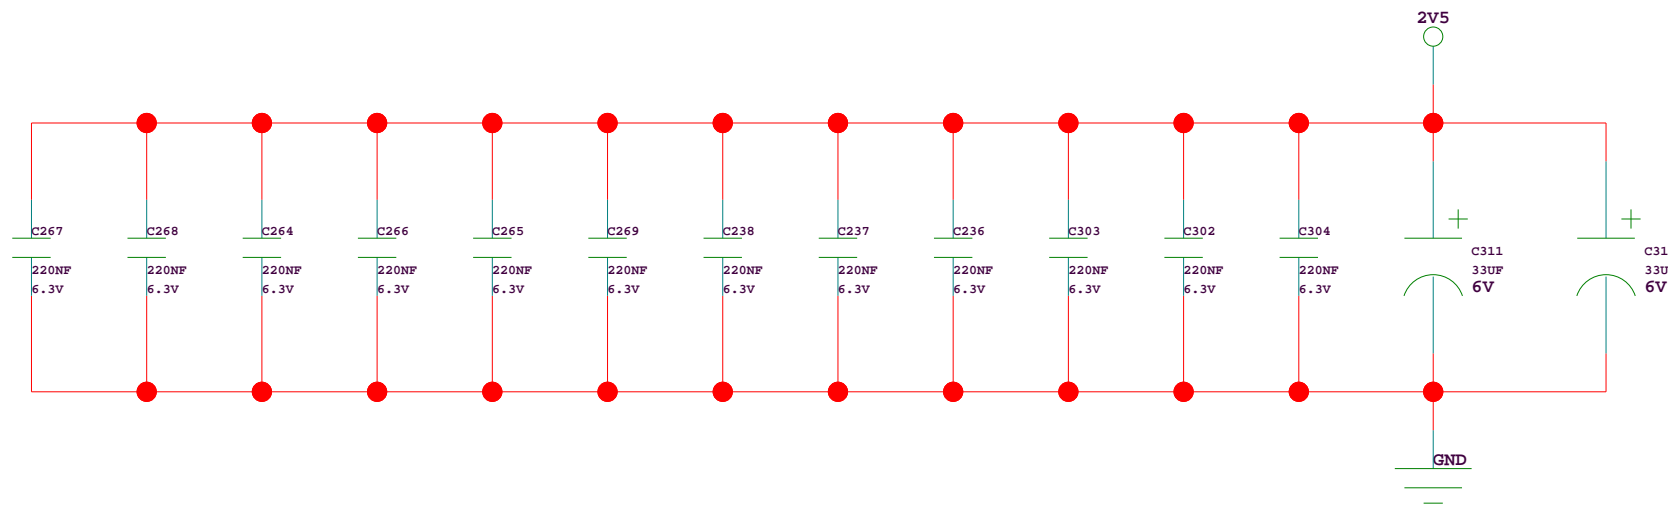 2V5
C267
220NF
6.3V
C268
220NF
6.3V
C264
220NF
6.3V
C266
220NF
6.3V
C265
220NF
6.3V
C269
220NF
6.3V
C238
220NF
6.3V
C237
220NF
6.3V
C236
220NF
6.3V
C303
220NF
6.3V
C302
220NF
6.3V
C304
220NF
6.3V
C311
33UF
6V
C31
33U
6V
GND